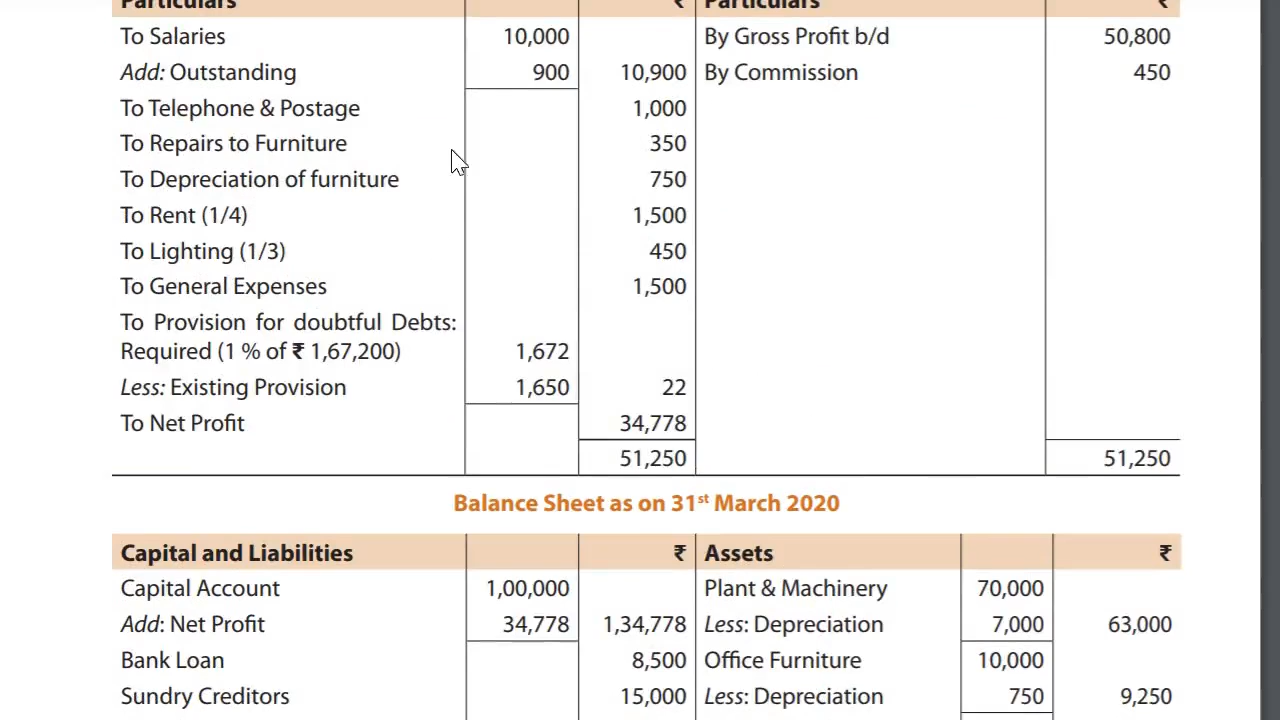 Particulars ₹ Particulars ₹
To Salaries 10,000 By Gross Profit b/d 50,800
Add: Outstanding 900 10,900 By Commission 450
To Telephone & Postage 1,000
To Repairs to Furniture 350
To Depreciation of furniture 750
To Rent (1/4) 1,500
To Lighting (1/3) 450
To General Expenses 1,500
To Provision for doubtful Debts:
Required (1 % of ₹ 1,67,200) 1,672
Less: Existing Provision 1,650 22
To Net Profit 34,778
51,250 51,250
Balance Sheet as on 31st March 2020
Capital and Liabilities ₹ Assets ₹
Capital Account 1,00,000 Plant & Machinery 70,000
Add: Net Profit 34,778 1,34,778 Less: Depreciation 7,000 63,000
Bank Loan 8,500 Office Furniture 10,000
Sundry Creditors 15,000 Less: Depreciation 750 9,250